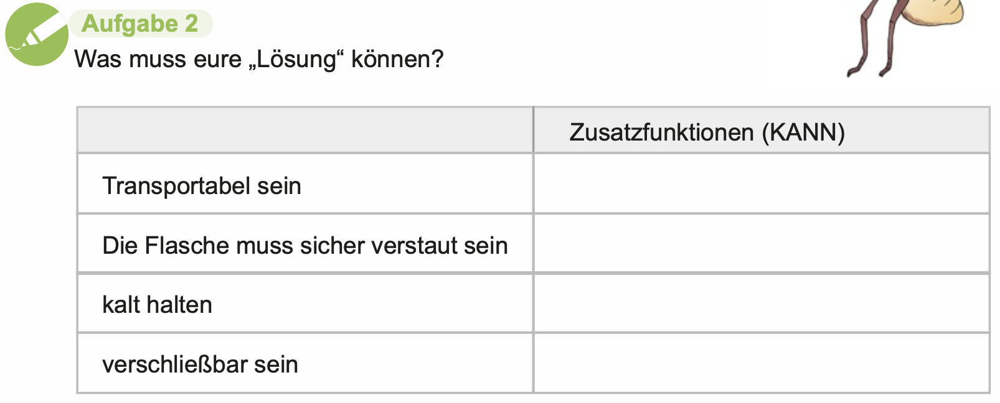 Aufgabe 2
Was muss eure „Lösung“ können?
Zusatzfunktionen (KANN)
Transportabel sein
Die Flasche muss sicher verstaut sein
kalt halten
verschließbar sein